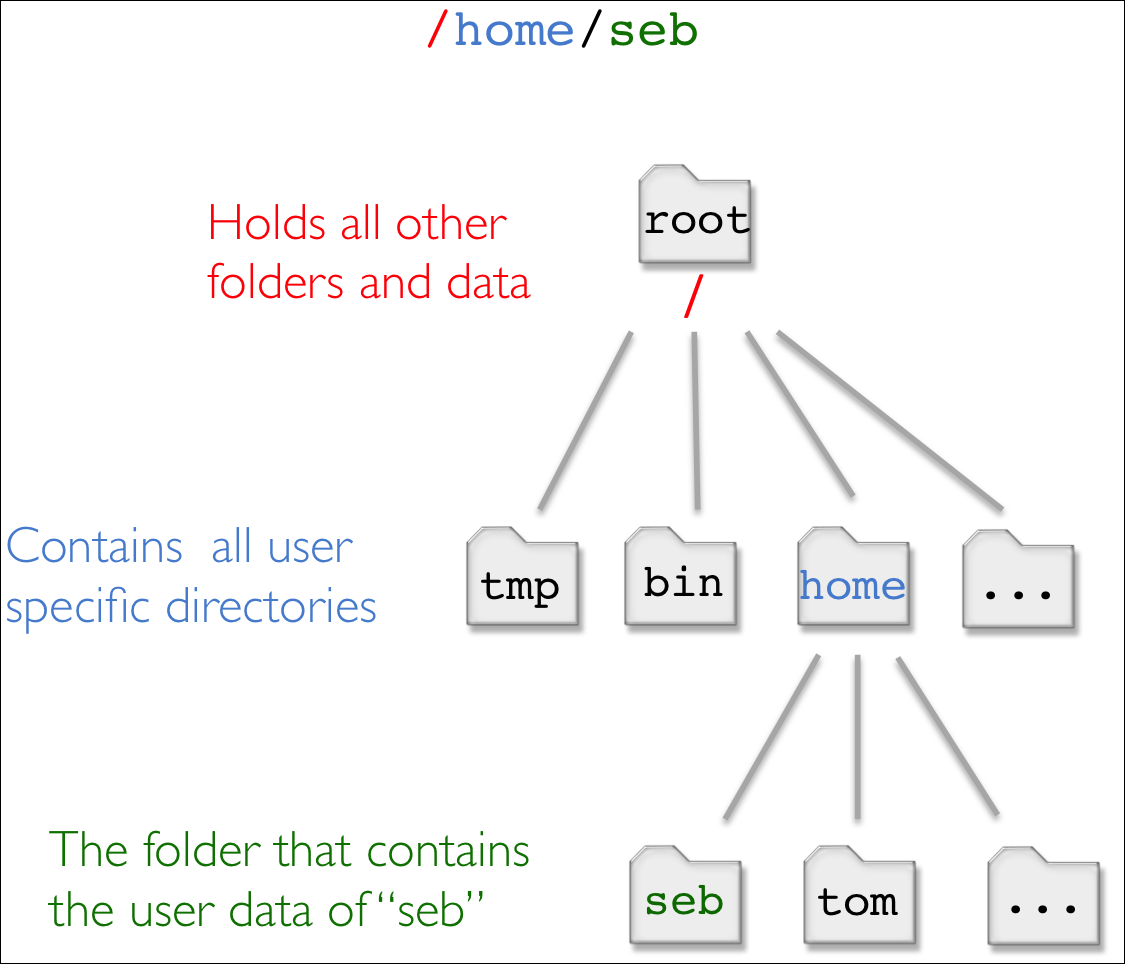 /home/seb
Holds all other
folders and data
root
/
Contains  all user
specific directories
tmp
bin
home
...
The folder that contains
the user data of “seb”
seb
tom
...